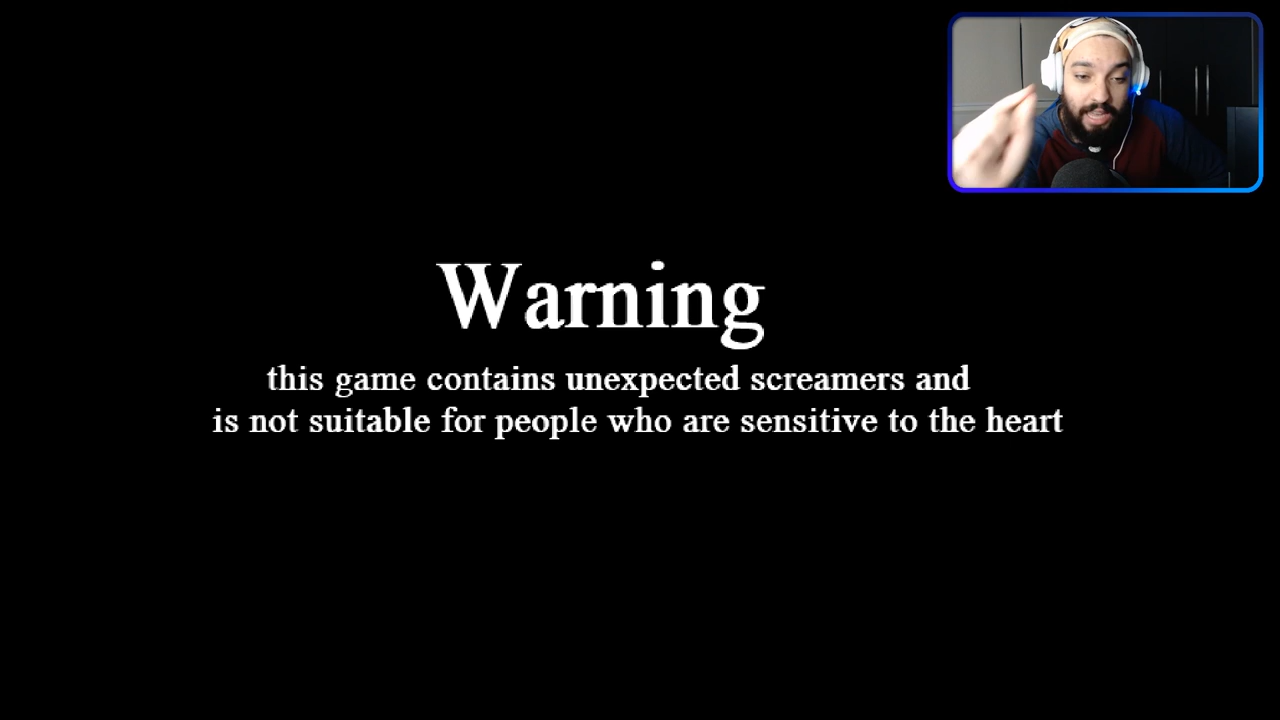 Warning
this game contains unexpected screamers and
is not suitable for people who are sensitive to the heart